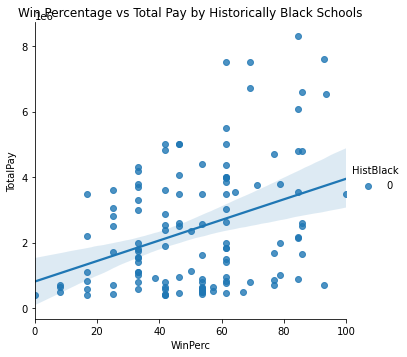 Win Percentage vs Total Pay by Historically Black Schools
1e6
8
6
4
2
0
TotalPay
0 20 40 60 80 100
WinPerc
HistBlack
0